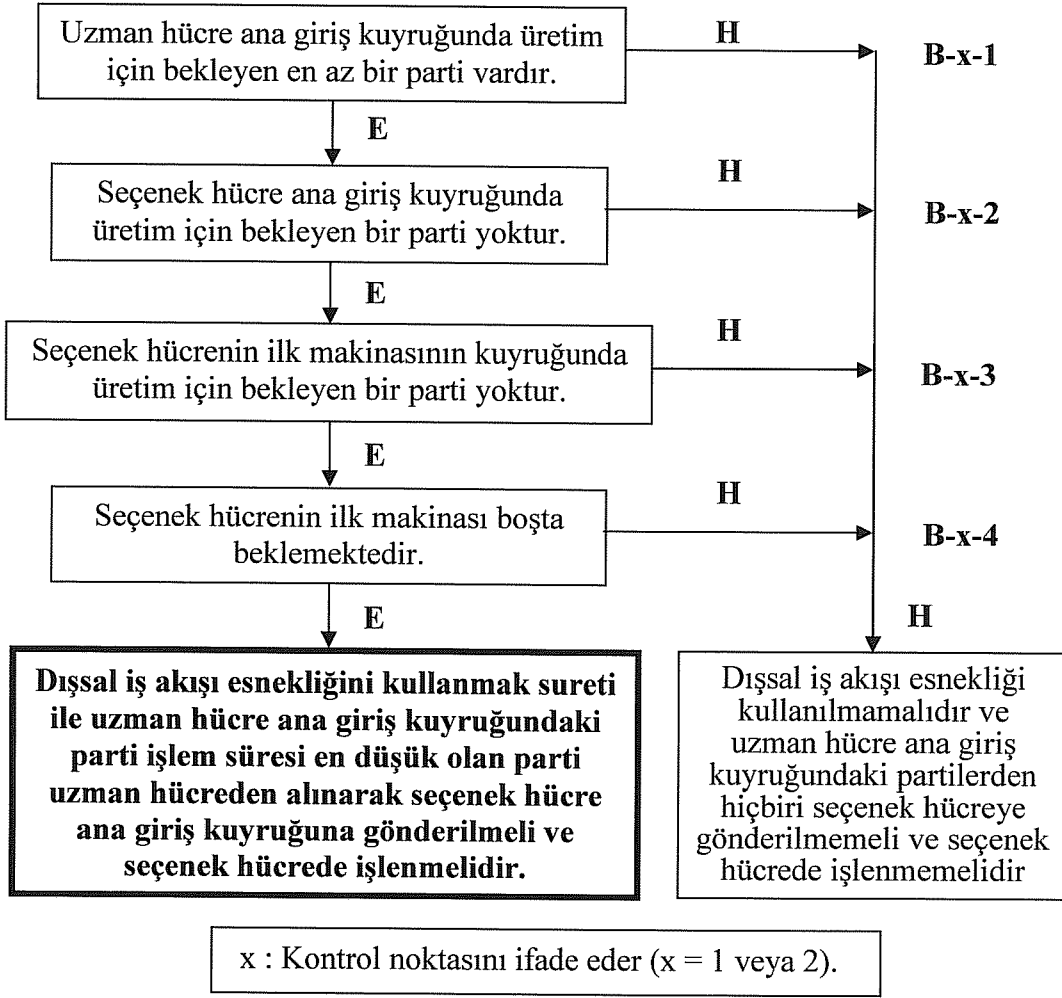 Uzman hücre ana giriş kuyruğunda üretim
için bekleyen en az bir parti vardır.
H
B-x-1
E
Seçenek hücre ana giriş kuyruğunda
üretim için bekleyen bir parti yoktur.
H
B-x-2
E
Seçenek hücrenin ilk makinasının kuyruğunda
üretim için bekleyen bir parti yoktur.
H
B-x-3
E
Seçenek hücrenin ilk makinası boşta
beklemektedir.
H
B-x-4
E
H
Dışsal iş akışı esnekliğini kullanmak sureti
ile uzman hücre ana giriş kuyruğundaki
parti işlem süresi en düşük olan parti
uzman hücreden alınarak seçenek hücre
ana giriş kuyruğuna gönderilmeli ve
seçenek hücrede işlenmelidir.
Dışsal iş akışı esnekliği
kullanılmamalıdır ve
uzman hücre ana giriş
kuyruğundaki partilerden
hiçbiri seçenek hücreye
gönderilmemeli ve seçenek
hücrede işlenmemelidir
x : Kontrol noktasını ifade eder (x = 1 veya 2).